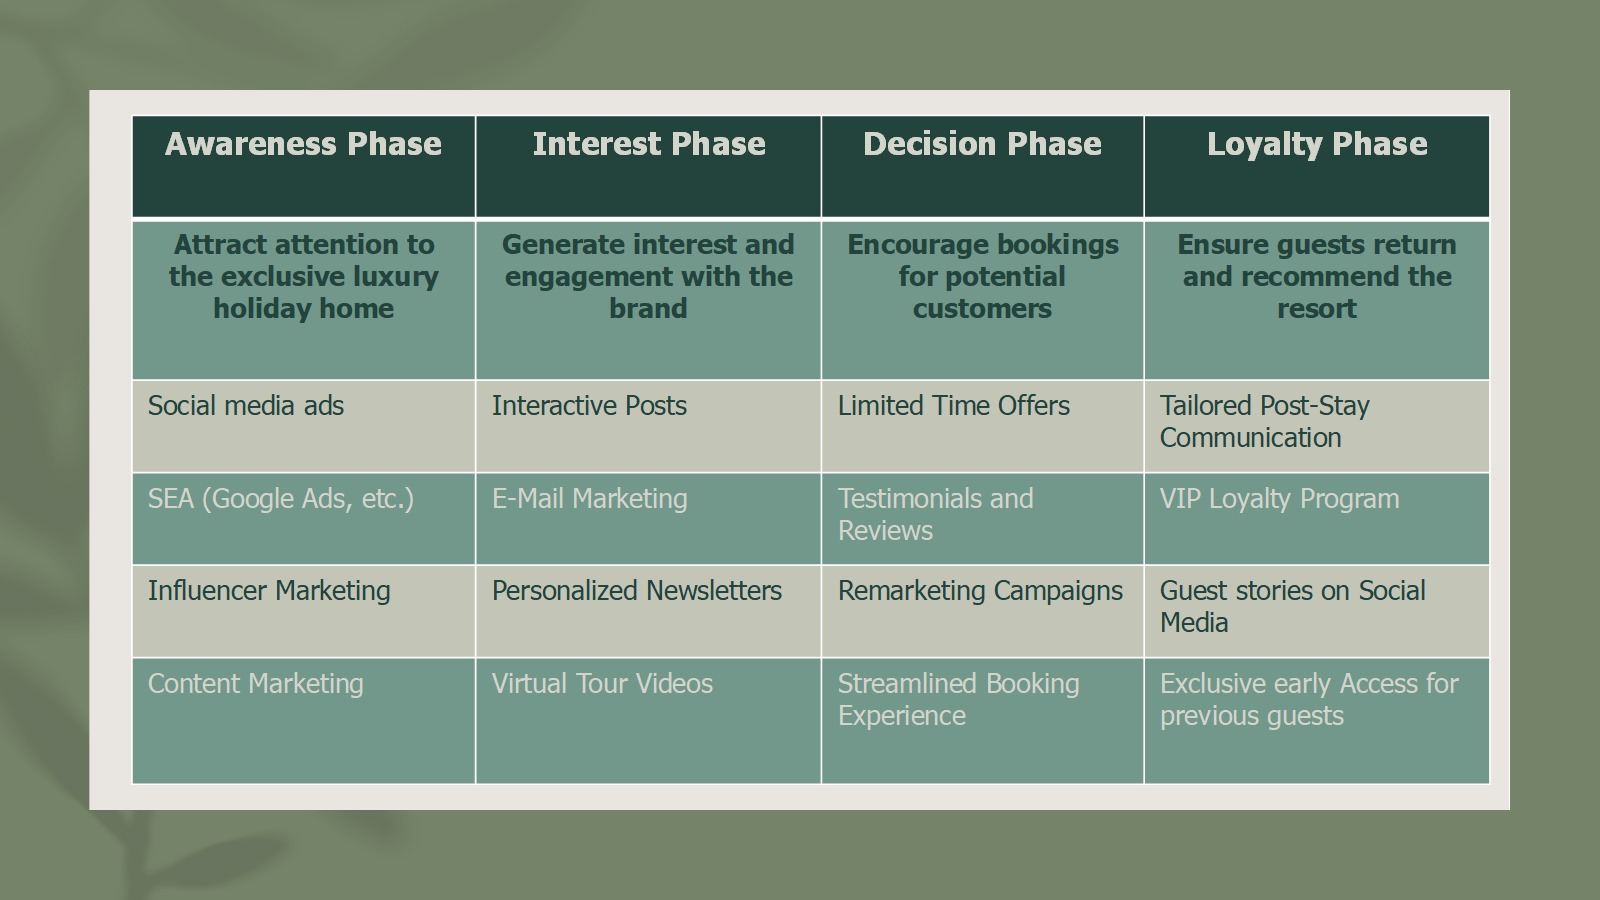 Awareness Phase
Interest Phase
Decision Phase
Loyalty Phase
Attract attention to
the exclusive luxury
holiday home
Generate interest and
engagement with the
brand
Encourage bookings
for potential
customers
Ensure guests return
and recommend the
resort
Social media ads
Interactive Posts
Limited Time Offers
Tailored Post-Stay
Communication
SEA (Google Ads, etc.)
E-Mail Marketing
Testimonials and
Reviews
VIP Loyalty Program
Influencer Marketing
Personalized Newsletters
Remarketing Campaigns
Guest stories on Social
Media
Content Marketing
Virtual Tour Videos
Streamlined Booking
Experience
Exclusive early Access for
previous guests